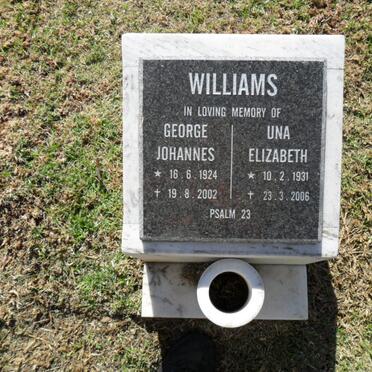 WILLIAMS
IN LOVING MEMORY OF
GEORGE JOHANNES
★ 16.6.1924
✝ 19.8.2002
UNA ELIZABETH
★ 10.2.1931
✝ 23.3.2006
PSALM 23